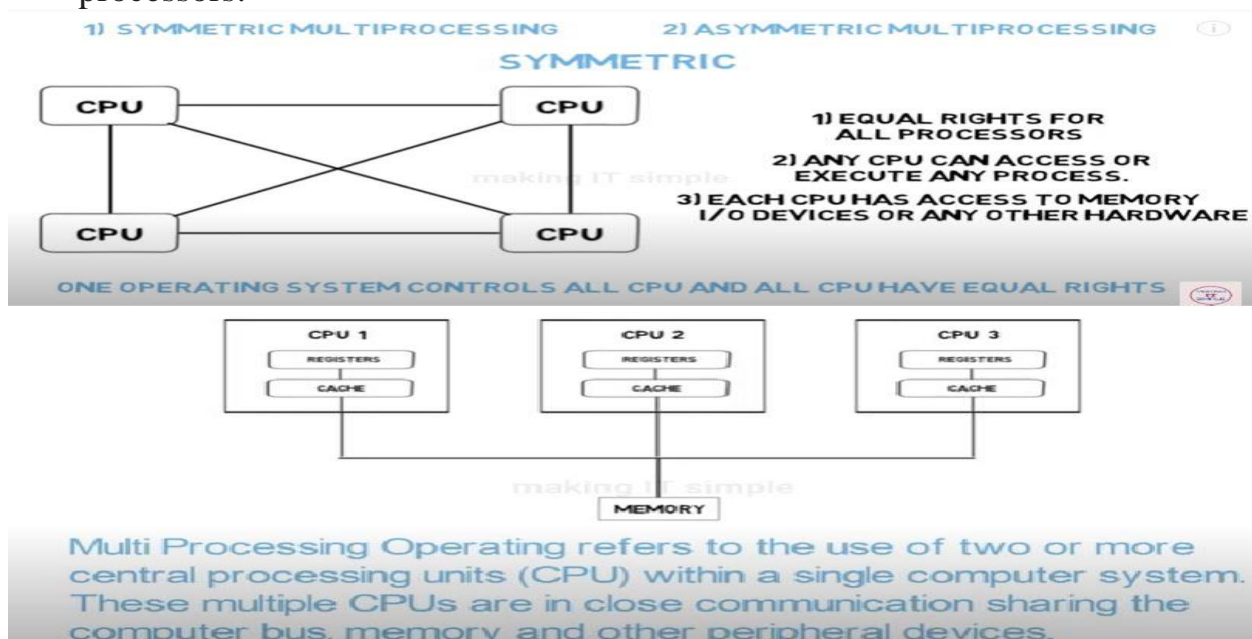 processors.
1) SYMMETRIC MULTIPROCESSING 2) ASYMMETRIC MULTIPROCESSING
SYMMETRIC
CPU CPU
1) EQUAL RIGHTS FOR
ALL PROCESSORS
2) ANY CPU CAN ACCESS OR
EXECUTE ANY PROCESS.
making IT simple
3) EACH CPU HAS ACCESS TO MEMORY
I/O DEVICES OR ANY OTHER HARDWARE
CPU CPU
ONE OPERATING SYSTEM CONTROLS ALL CPU AND ALL CPU HAVE EQUAL RIGHTS
CPU 1 CPU 2 CPU 3
REGISTERS REGISTERS REGISTERS
CACHE CACHE CACHE
making IT simple
MEMORY
Multi Processing Operating refers to the use of two or more
central processing units (CPU) within a single computer system.
These multiple CPUs are in close communication sharing the
computer bus, memory and other peripheral devices.